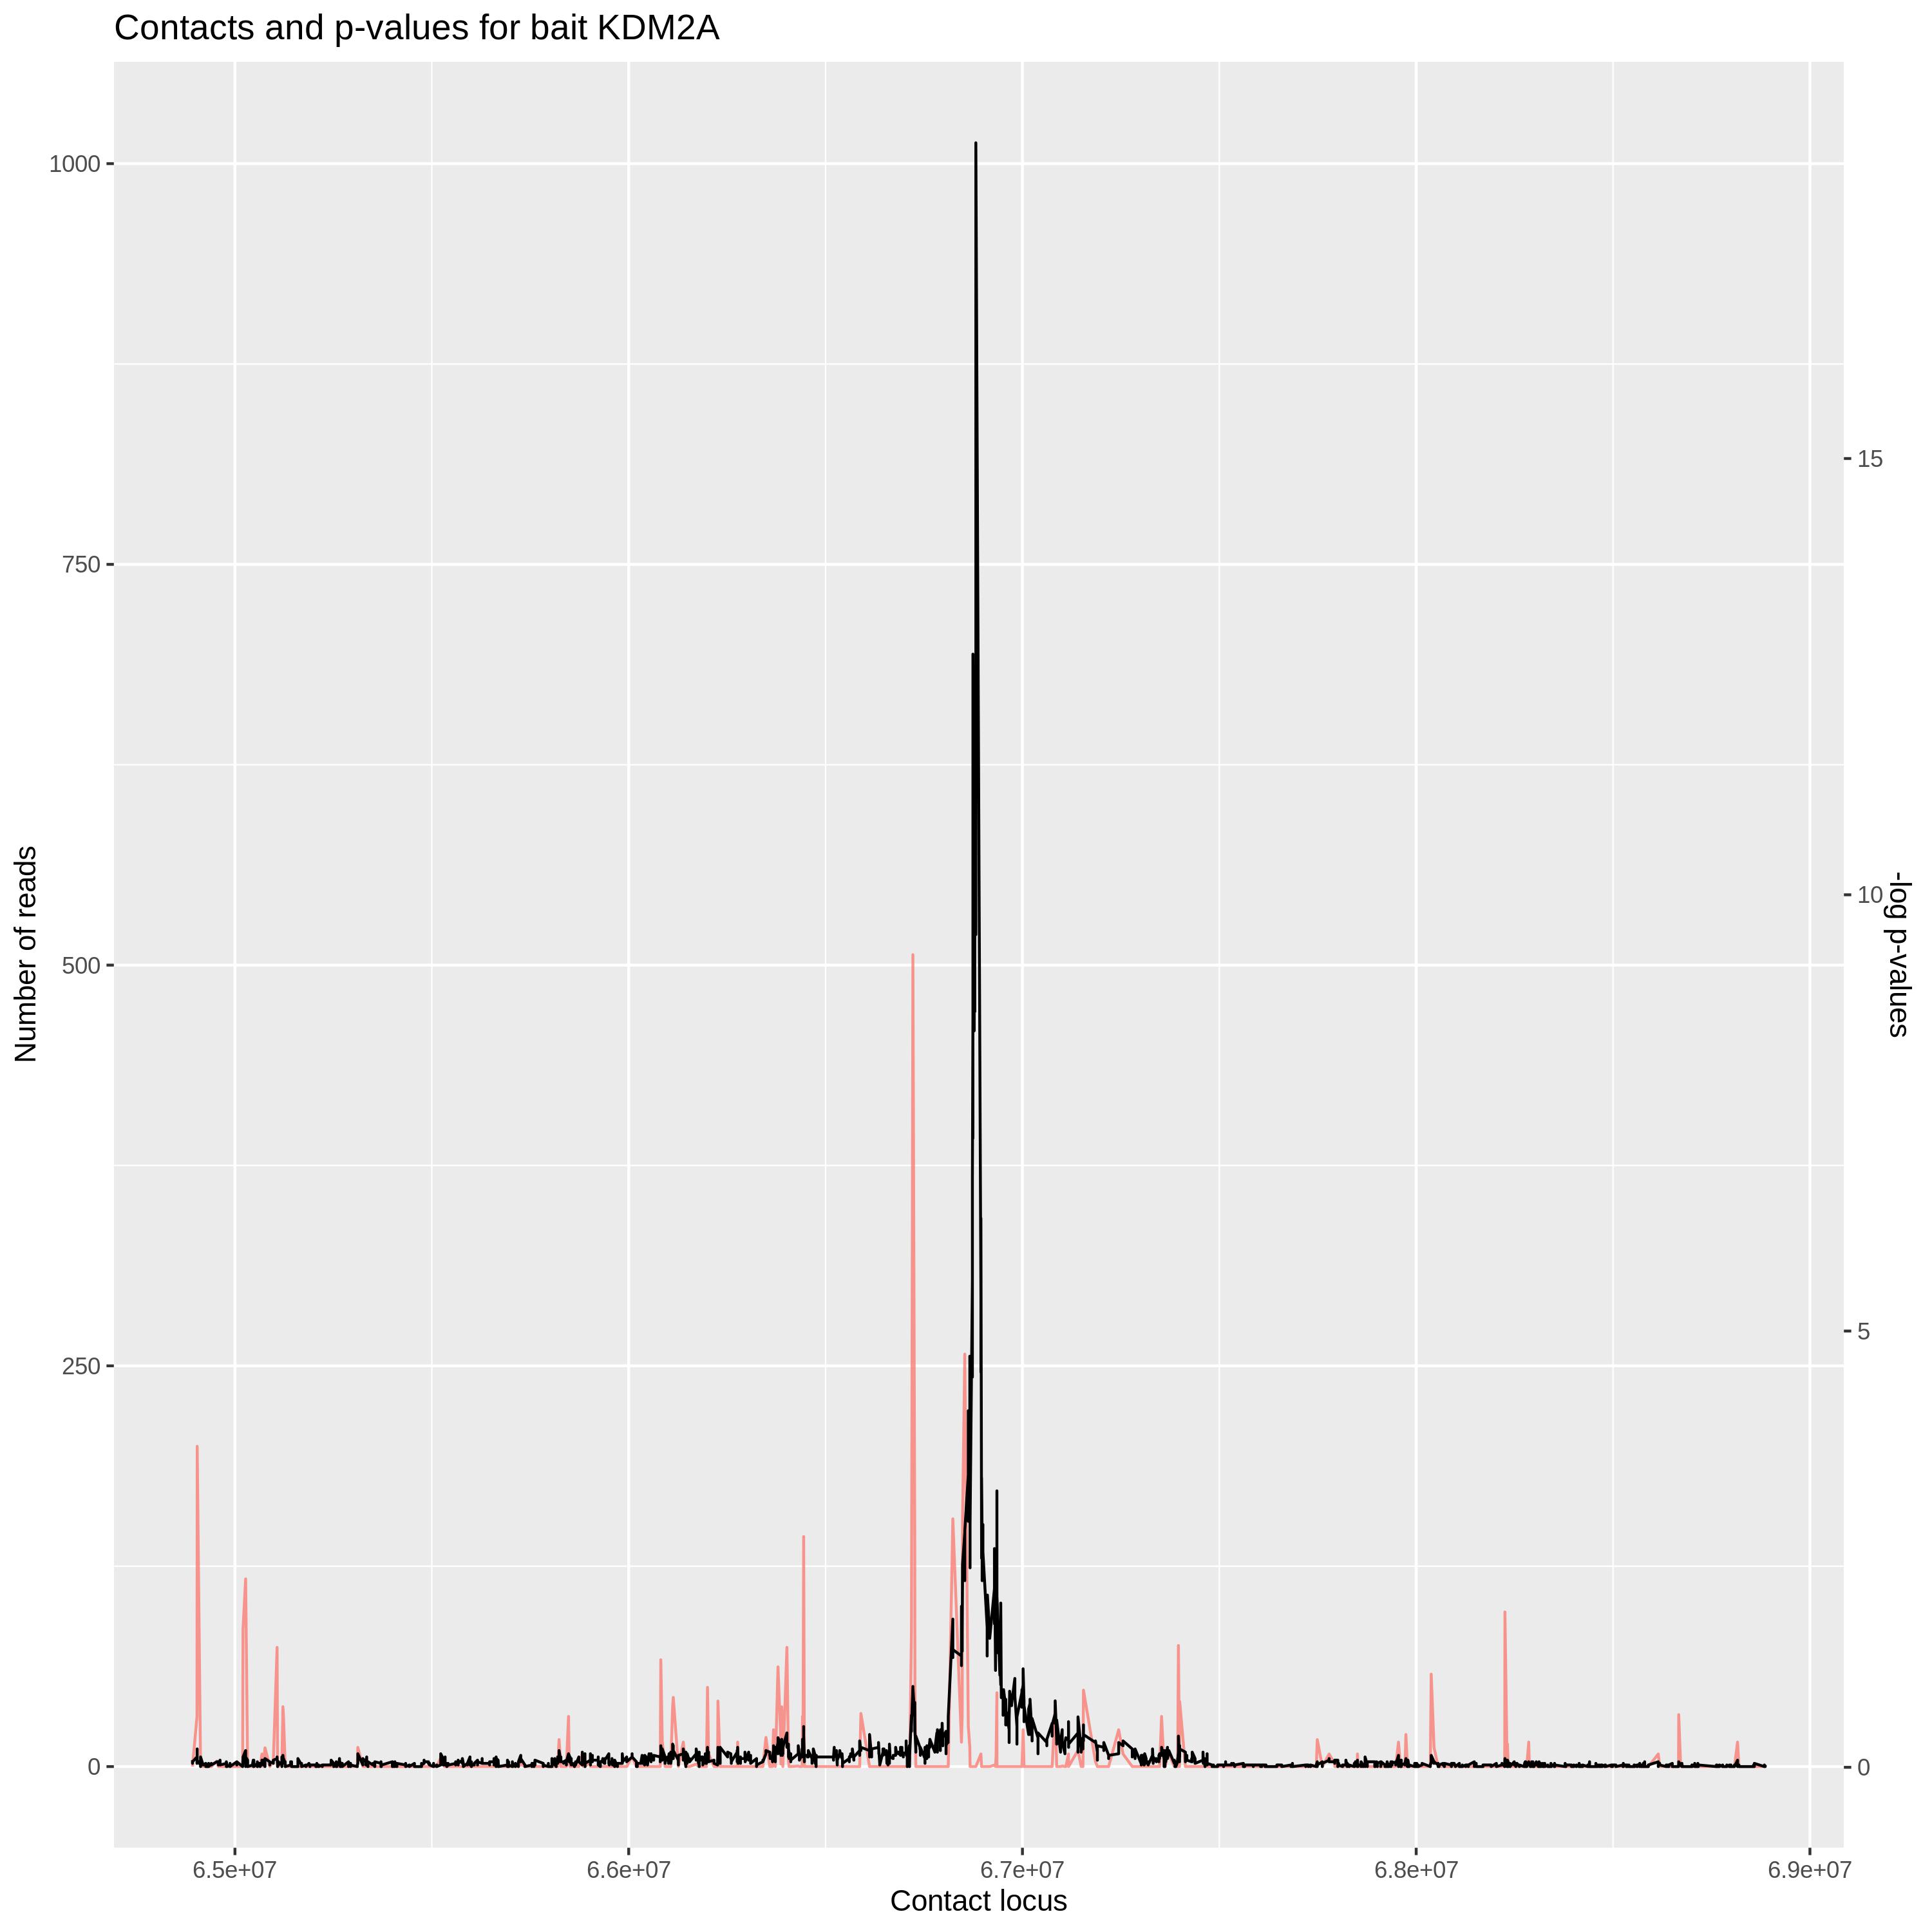 Contacts and p-values for bait KDM2A
1000
750
500
250
0
Number of reads
15
10
5
0
-log p-values
6.5e+07
6.6e+07
6.7e+07
6.8e+07
6.9e+07
Contact locus